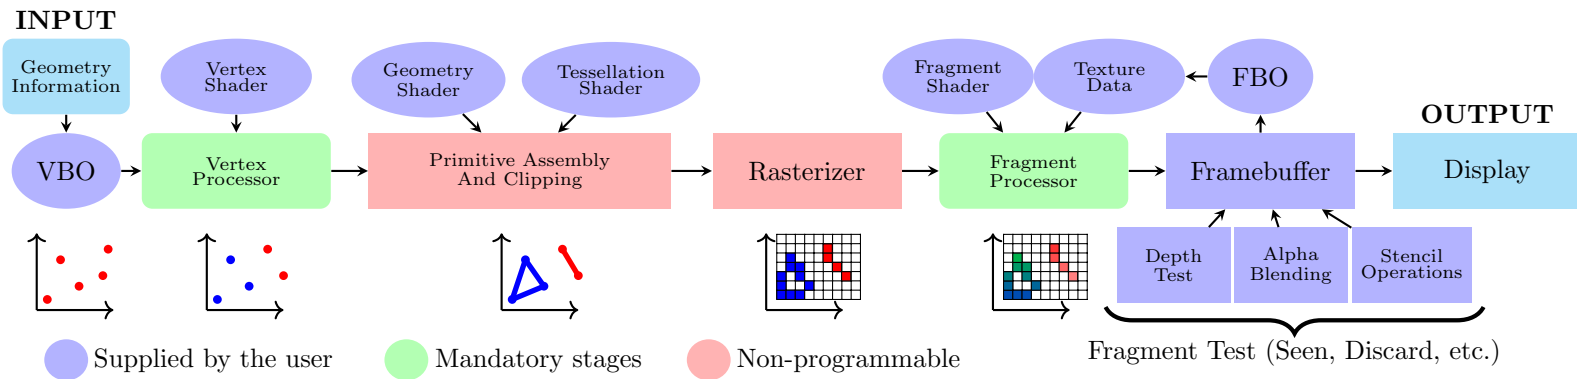 INPUT
Geometry
Information
Vertex
Shader
Geometry
Shader
Tessellation
Shader
Fragment
Shader
Texture
Data
FBO
OUTPUT
VBO
Vertex
Processor
Primitive Assembly
And Clipping
Rasterizer
Fragment
Processor
Framebuffer
Display
Depth
Test
Alpha
Blending
Stencil
Operations
Fragment Test (Seen, Discard, etc.)
Supplied by the user
Mandatory stages
Non-programmable